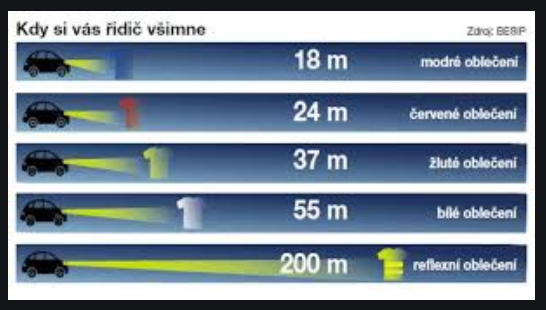 Kdy si vás řidič všimne
Zdroj: BESIP
18 m modré oblečení
24 m červené oblečení
37 m žluté oblečení
55 m bílé oblečení
200 m reflexní oblečení